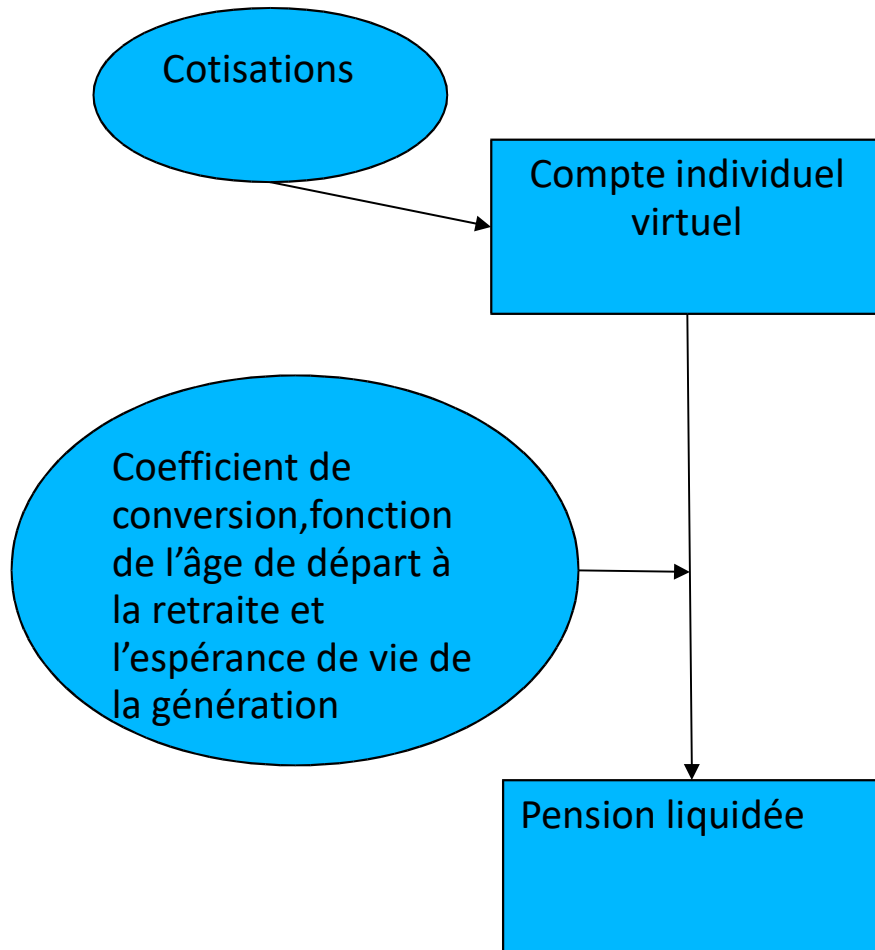 Cotisations
Compte individuel
virtuel
Coefficient de
conversion,fonction
de l’âge de départ à
la retraite et
l’espérance de vie de
la génération
Pension liquidée